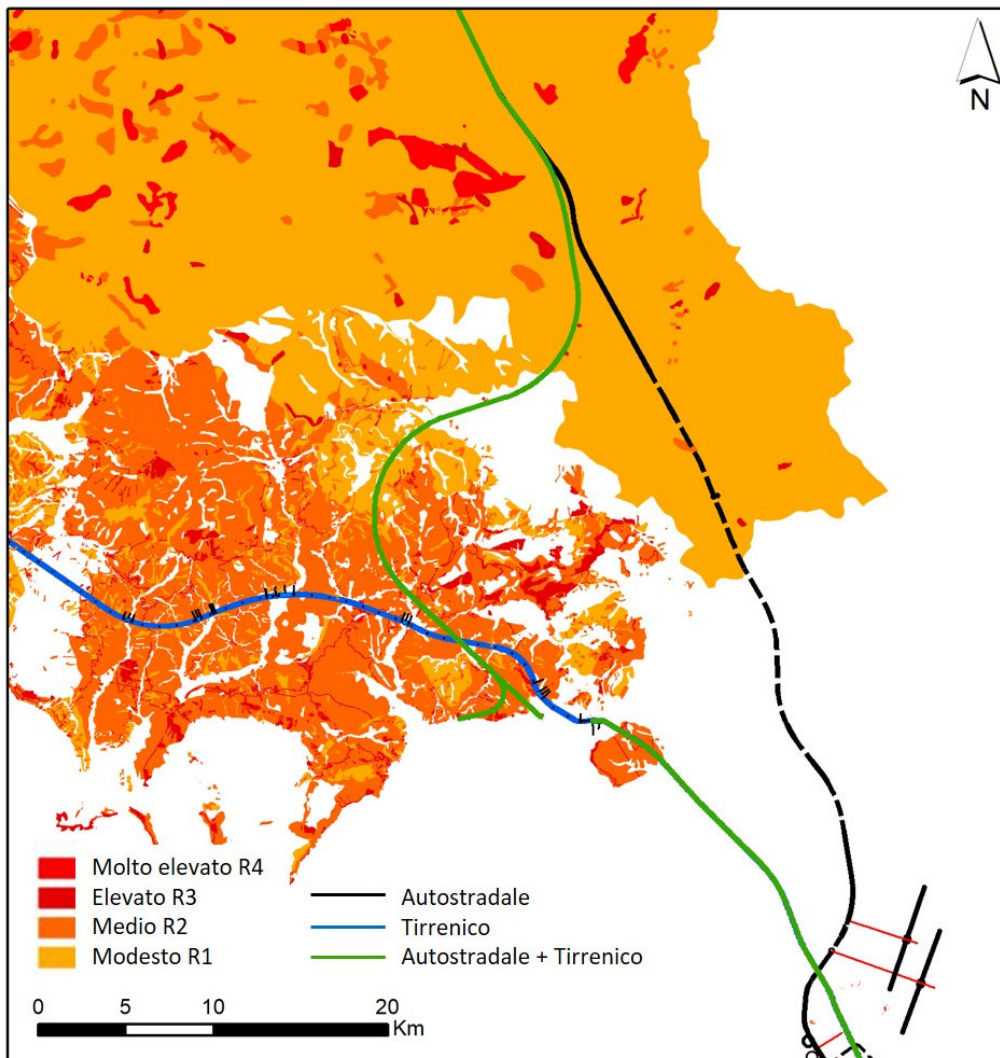 N
Molto elevato R4
Elevato R3
Medio R2
Modesto R1
Autostradale
Tirrenico
Autostradale + Tirrenico
0 5 10 20
Km